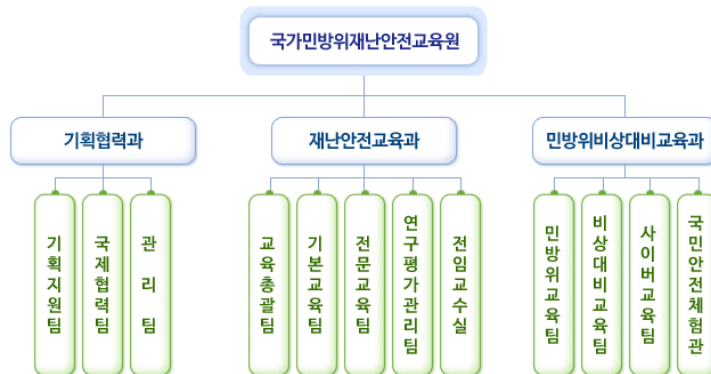 국가민방위재난안전교육원
기획협력과
재난안전교육과
민방위비상대비교육과
기획지원팀
국제협력팀
관리팀
교육총괄팀
기본교육팀
전문교육팀
연구평가관리팀
전임교수실
민방위교육팀
비상대비교육팀
사이버교육팀
국민안전체험관